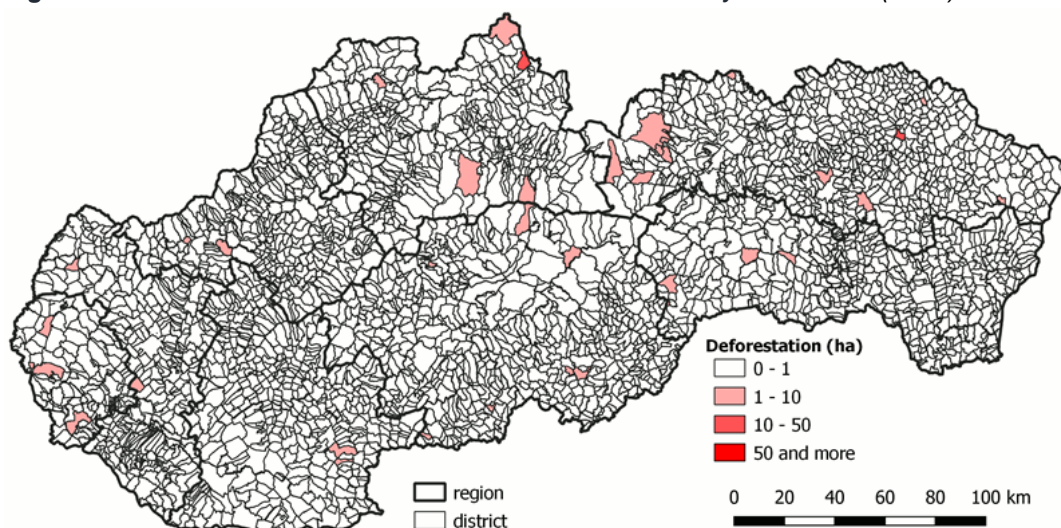 Deforestation (ha)
0 - 1
1 - 10
10 - 50
50 and more
region
district
0 20 40 60 80 100 km